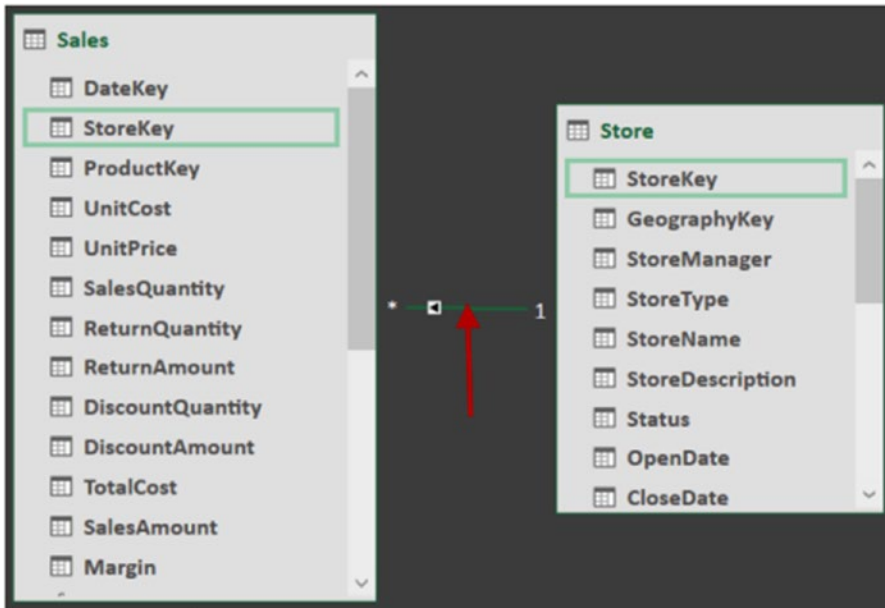 Sales
DateKey
StoreKey
ProductKey
UnitCost
UnitPrice
SalesQuantity
ReturnQuantity
ReturnAmount
DiscountQuantity
DiscountAmount
TotalCost
SalesAmount
Margin
* 1
Store
StoreKey
GeographyKey
StoreManager
StoreType
StoreName
StoreDescription
Status
OpenDate
CloseDate